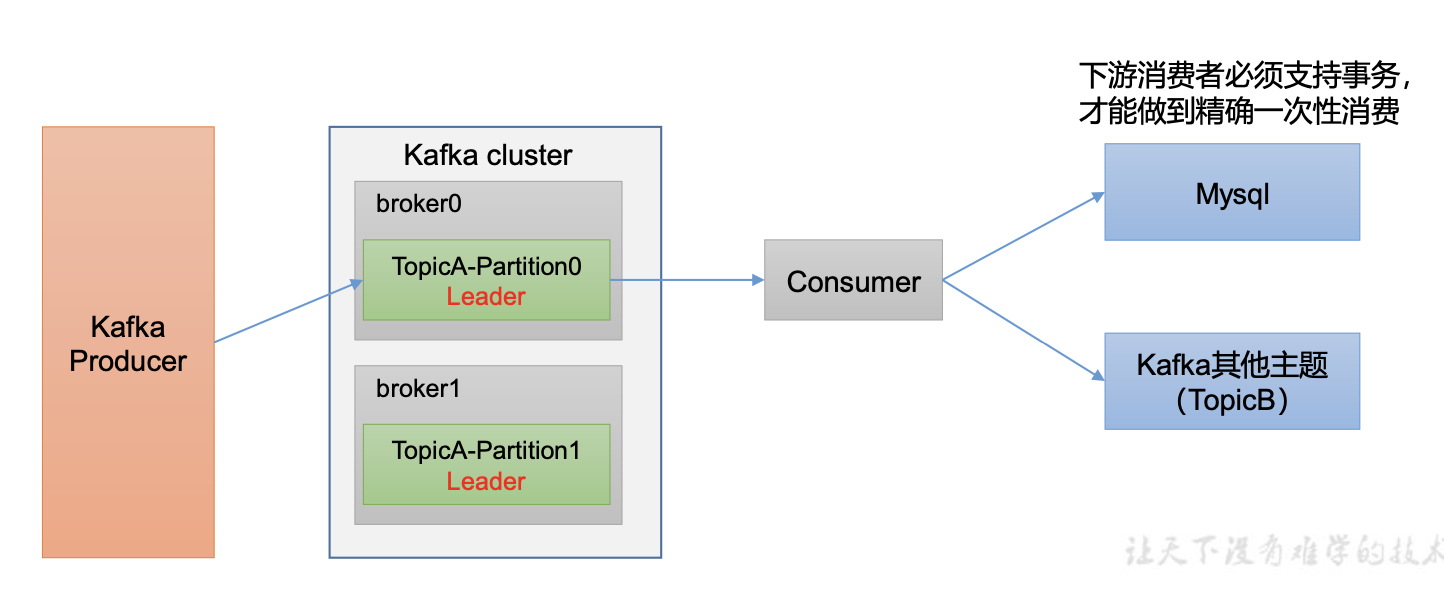 下游消费者必须支持事务，
才能做到精确一次性消费
Kafka cluster
broker0
TopicA-Partition0
Leader
broker1
TopicA-Partition1
Leader
Kafka
Producer
Consumer
Mysql
Kafka其他主题
（TopicB）
让天下没有难学的技术